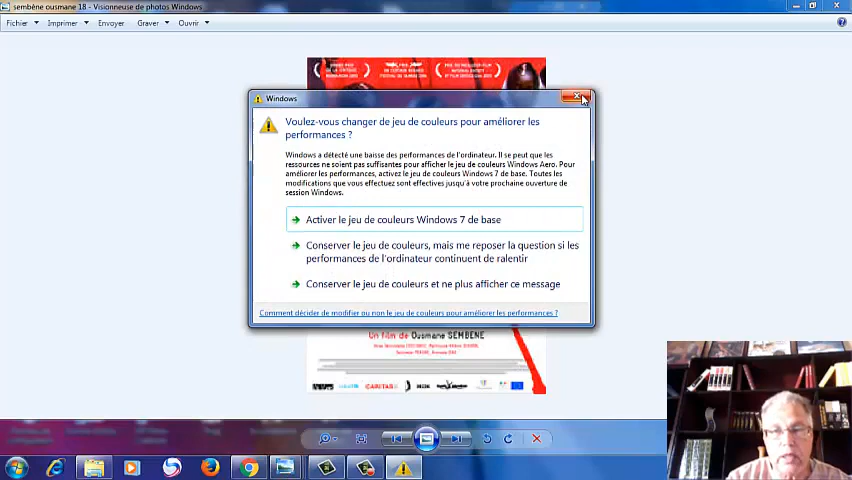 sembène ousmane 18 - Visionneuse de photos Windows
Fichier Imprimer Envoyer Graver Ouvrir
Windows
Voulez-vous changer de jeu de couleurs pour améliorer les
performances ?
Windows a détecté une baisse des performances de l'ordinateur. Il se peut que les
ressources ne soient pas suffisantes pour afficher le jeu de couleurs Windows Aero. Pour
améliorer les performances, activez le jeu de couleurs Windows 7 de base. Toutes les
modifications que vous effectuez sont effectives jusqu'à votre prochaine ouverture de
session Windows.
Activer le jeu de couleurs Windows 7 de base
Conserver le jeu de couleurs, mais me reposer la question si les
performances de l'ordinateur continuent de ralentir
Conserver le jeu de couleurs et ne plus afficher ce message
Comment décider de modifier ou non le jeu de couleurs pour améliorer les performances ?
Un film de Ousmane SEMBENE